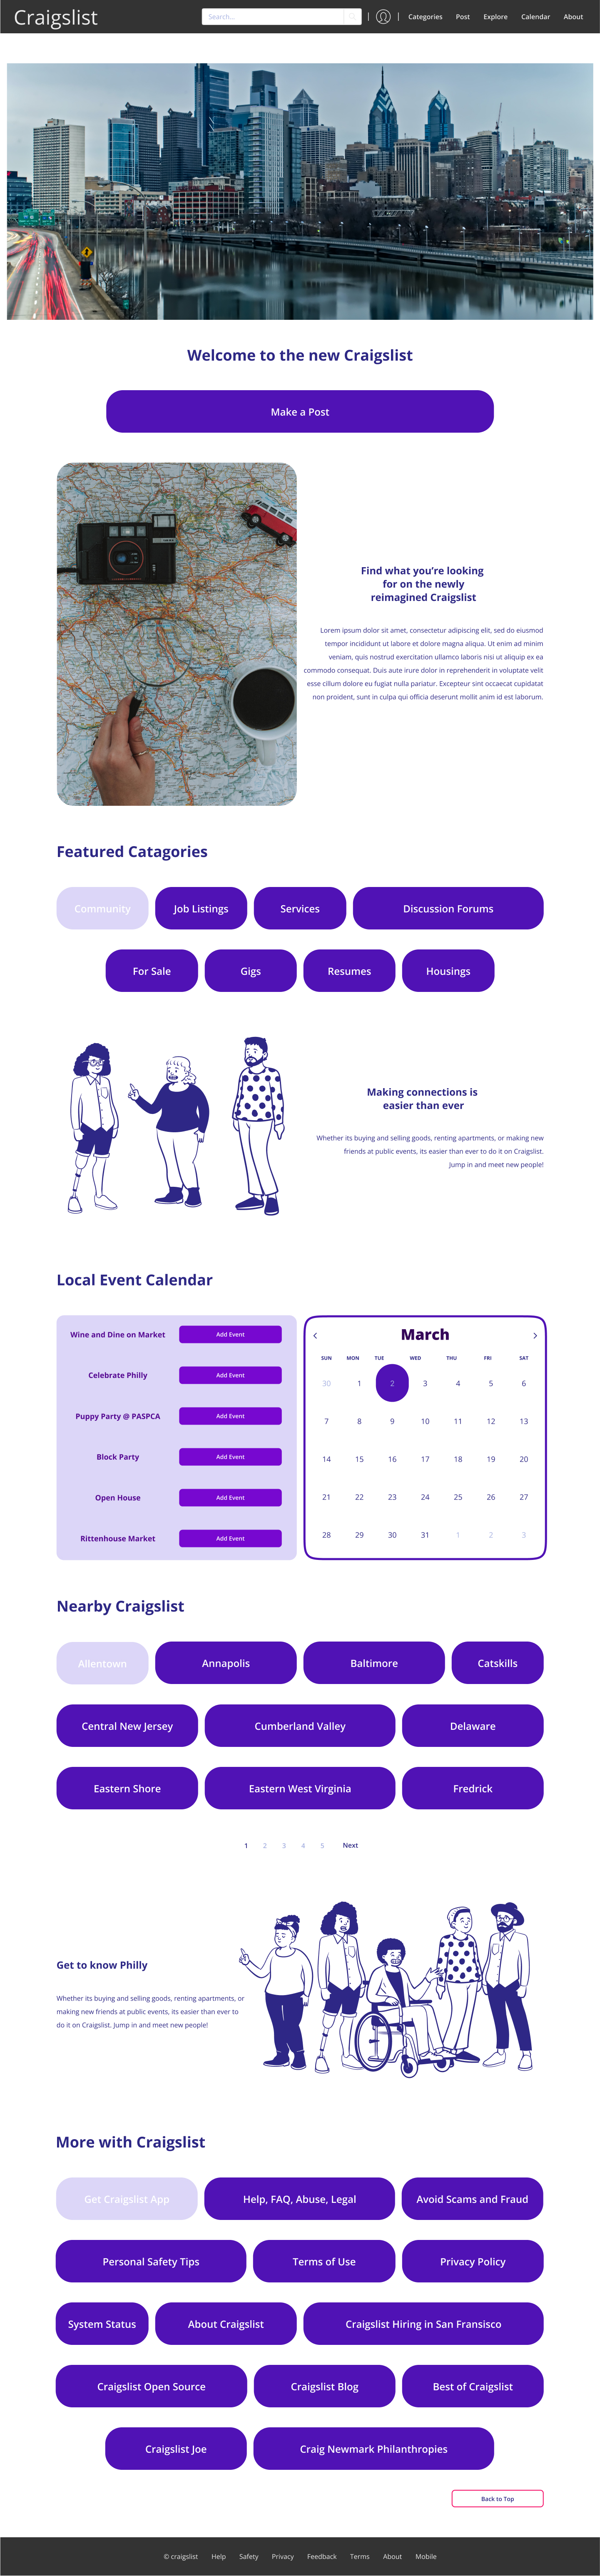 Craigslist
Search...
Categories
Post
Explore
Calendar
About
Welcome to the new Craigslist
Make a Post
Find what you're looking
for on the newly
reimagined Craigslist
Lorem ipsum dolor sit amet, consectetur adipiscing elit, sed do eiusmod
tempor incididunt ut labore et dolore magna aliqua. Ut enim ad minim
veniam, quis nostrud exercitation ullamco laboris nisi ut aliquip ex ea
commodo consequat. Duis aute irure dolor in reprehenderit in voluptate velit
esse cillum dolore eu fugiat nulla pariatur. Excepteur sint occaecat cupidatat
non proident, sunt in culpa qui officia deserunt mollit anim id est laborum.
Featured Catagories
Community
Job Listings
Services
Discussion Forums
For Sale
Gigs
Resumes
Housings
Making connections is
easier than ever
Whether its buying and selling goods, renting apartments, or making new
friends at public events, its easier than ever to do it on Craigslist.
Jump in and meet new people!
Local Event Calendar
Wine and Dine on Market Add Event
Celebrate Philly Add Event
Puppy Party @ PASPCA Add Event
Block Party Add Event
Open House Add Event
Rittenhouse Market Add Event
< March >
SUN MON TUE WED THU FRI SAT
30 1 2 3 4 5 6
7 8 9 10 11 12 13
14 15 16 17 18 19 20
21 22 23 24 25 26 27
28 29 30 31 1 2 3
Nearby Craigslist
Allentown
Annapolis
Baltimore
Catskills
Central New Jersey
Cumberland Valley
Delaware
Eastern Shore
Eastern West Virginia
Fredrick
1 2 3 4 5 Next
Get to know Philly
Whether its buying and selling goods, renting apartments, or
making new friends at public events, its easier than ever to
do it on Craigslist. Jump in and meet new people!
More with Craigslist
Get Craigslist App
Help, FAQ, Abuse, Legal
Avoid Scams and Fraud
Personal Safety Tips
Terms of Use
Privacy Policy
System Status
About Craigslist
Craigslist Hiring in San Fransisco
Craigslist Open Source
Craigslist Blog
Best of Craigslist
Craigslist Joe
Craig Newmark Philanthropies
Back to Top
© craigslist Help Safety Privacy Feedback Terms About Mobile